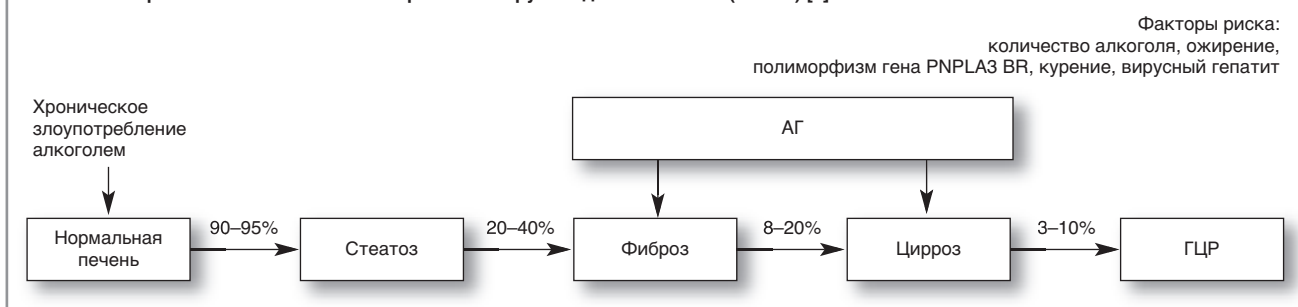 Факторы риска:
количество алкоголя, ожирение,
полиморфизм гена PNPLA3 BR, курение, вирусный гепатит
Хроническое
злоупотребление
алкоголем
АГ
Нормальная
печень
90–95%
Стеатоз
20–40%
Фиброз
8–20%
Цирроз
3–10%
ГЦР